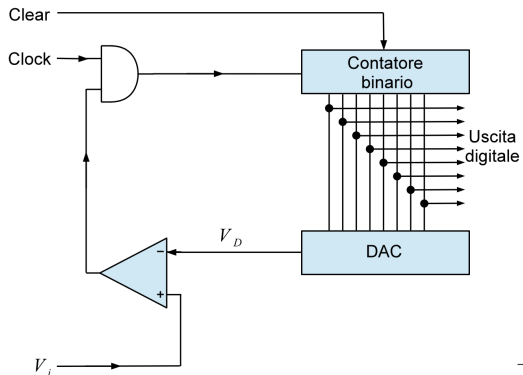 Clear
Clock
Contatore
binario
Uscita
digitale
V_D
DAC
−
+
V_i